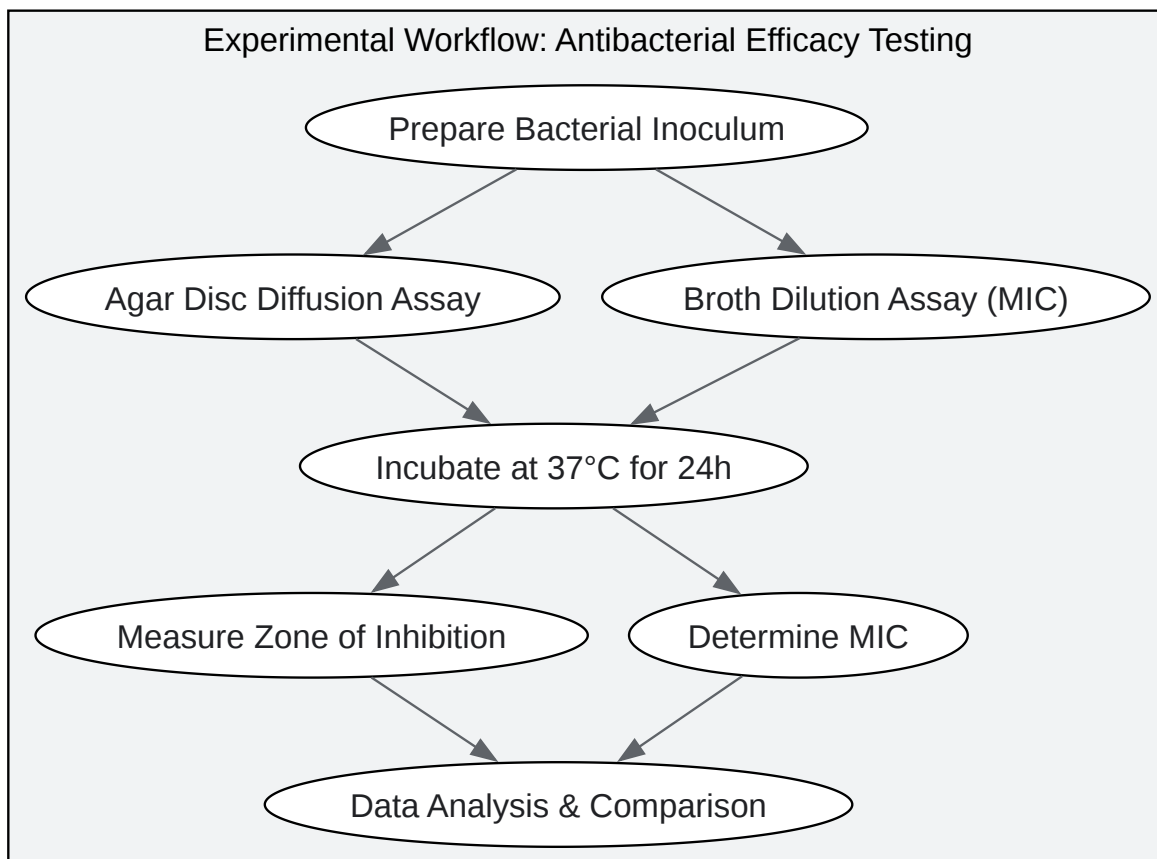 Experimental Workflow: Antibacterial Efficacy Testing
Prepare Bacterial Inoculum
Agar Disc Diffusion Assay
Broth Dilution Assay (MIC)
Incubate at 37°C for 24h
Measure Zone of Inhibition
Determine MIC
Data Analysis & Comparison